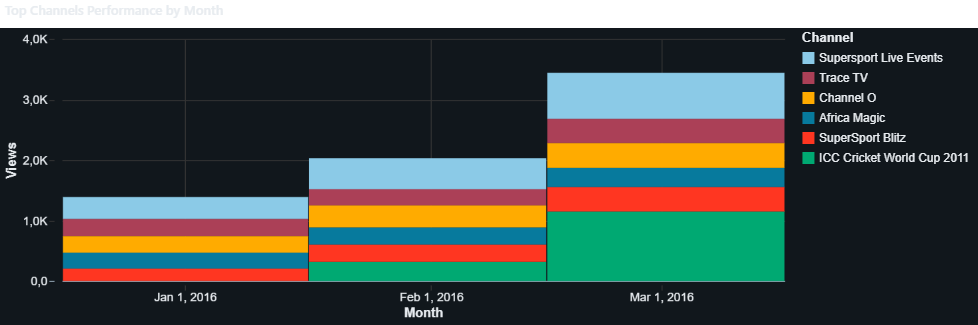 Top Channels Performance by Month
Channel
4,0K
Supersport Live Events
Trace TV
3,0K
Channel O
Africa Magic
SuperSport Blitz
2,0K
ICC Cricket World Cup 2011
Views
1,0K
0,0
Jan 1, 2016
Feb 1, 2016
Mar 1, 2016
Month